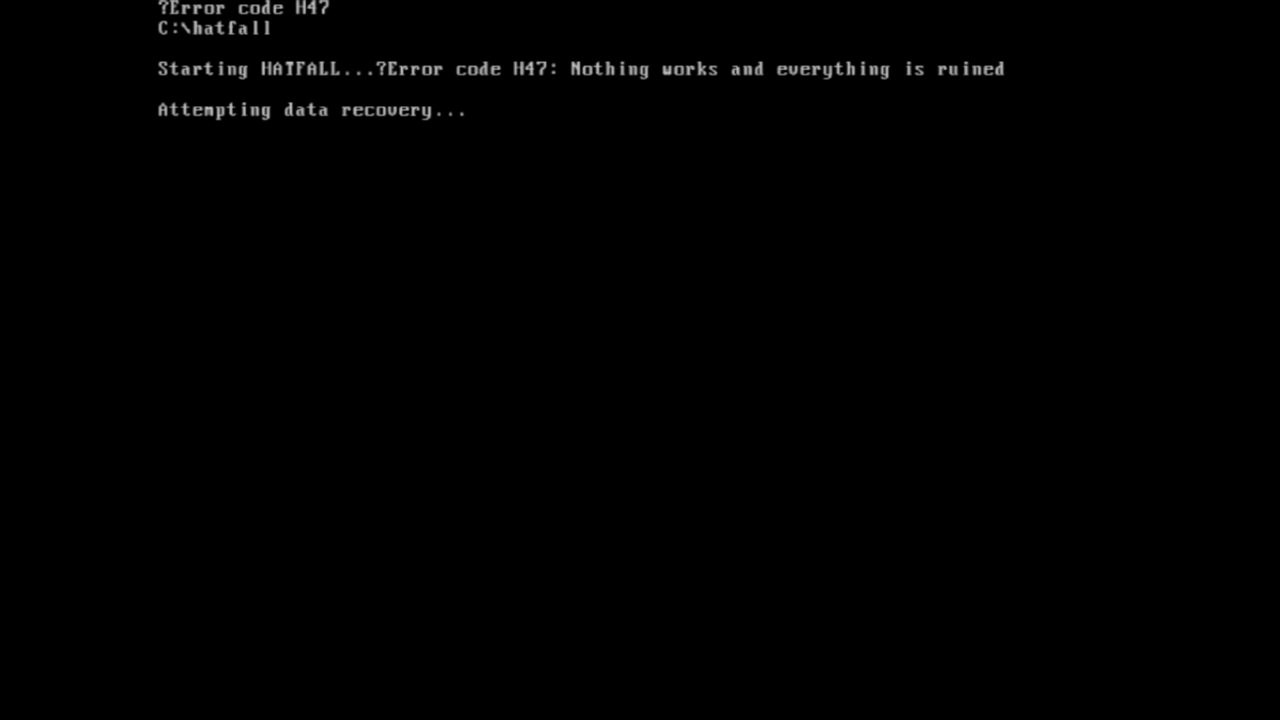 ?Error code H47
C:\hatfall
Starting HATFALL...?Error code H47: Nothing works and everything is ruined
Attempting data recovery...